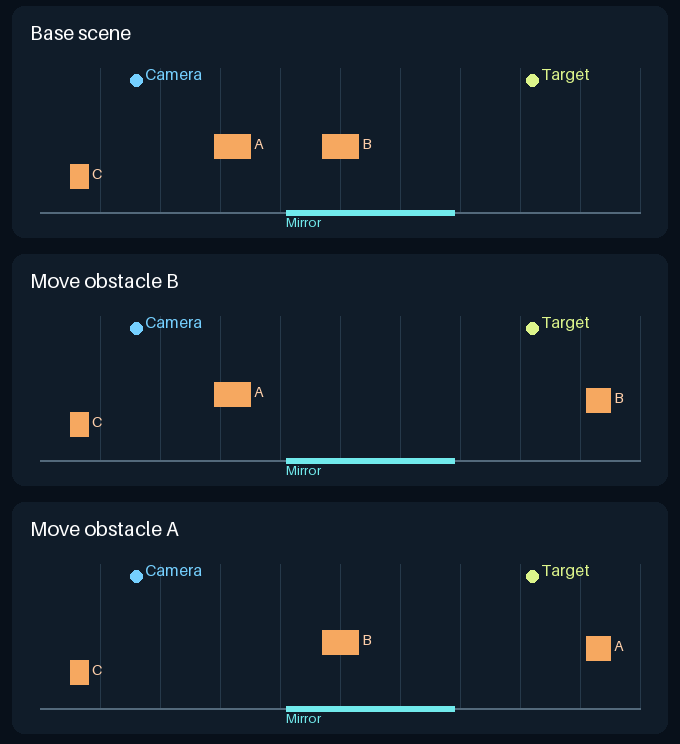 Base scene
Camera
Target
A
B
C
Mirror
Move obstacle B
Camera
Target
A
B
C
Mirror
Move obstacle A
Camera
Target
B
A
C
Mirror